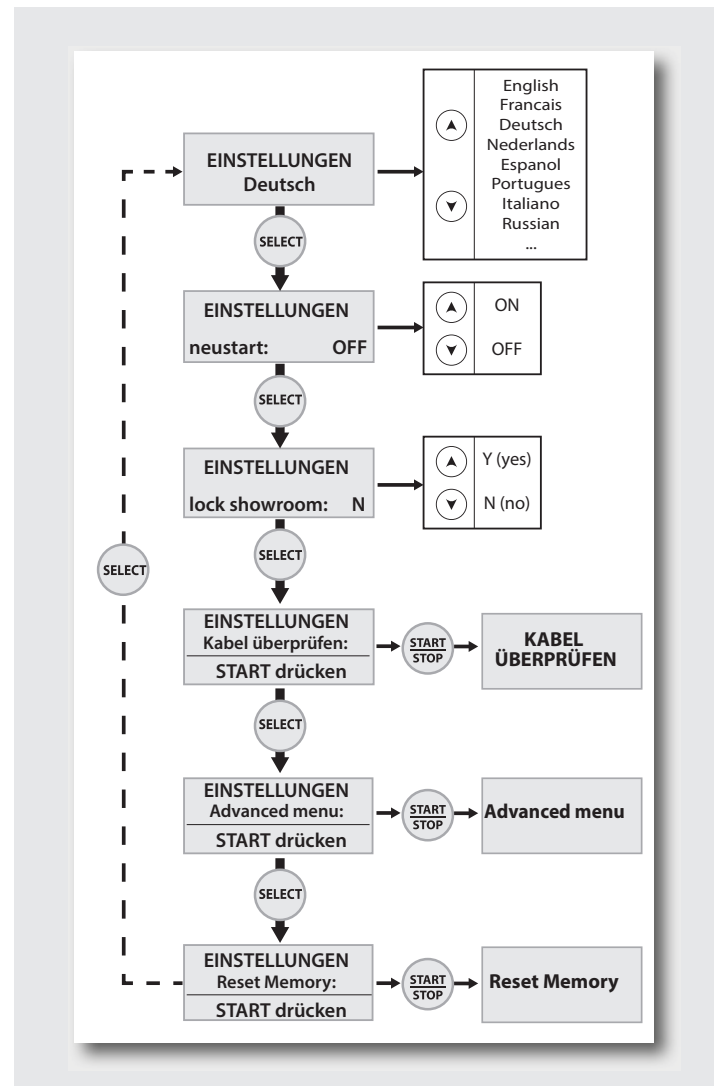 English
Francais
Deutsch
Nederlands
Espanol
Portugues
Italiano
Russian
...
EINSTELLUNGEN
Deutsch
SELECT
EINSTELLUNGEN
neustart: OFF
ON
OFF
SELECT
EINSTELLUNGEN
lock showroom: N
Y (yes)
N (no)
SELECT
SELECT
EINSTELLUNGEN
Kabel überprüfen:
START drücken
START
STOP
KABEL
ÜBERPRÜFEN
SELECT
EINSTELLUNGEN
Advanced menu:
START drücken
START
STOP
Advanced menu
SELECT
EINSTELLUNGEN
Reset Memory:
START drücken
START
STOP
Reset Memory